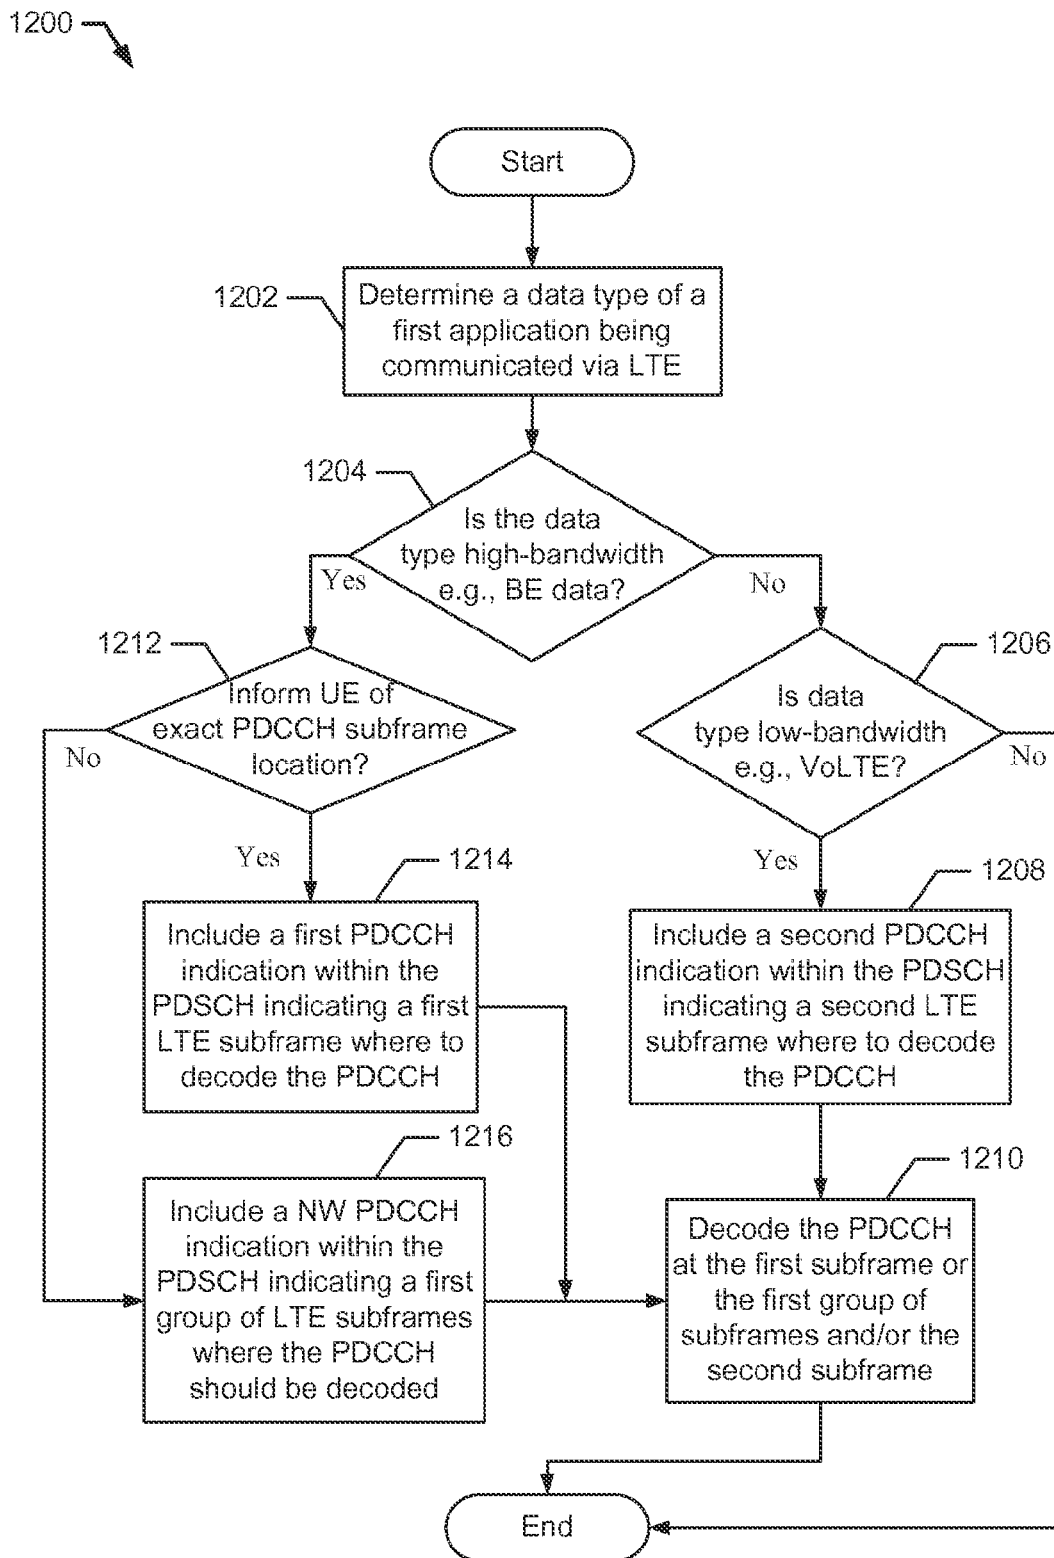 1200
Start
1202
Determine a data type of a
first application being
communicated via LTE
1204
Is the data
type high-bandwidth
e.g., BE data?
Yes
No
1212
Inform UE of
exact PDCCH subframe
location?
No
Yes
1206
Is data
type low-bandwidth
e.g., VoLTE?
No
Yes
1214
Include a first PDCCH
indication within the
PDSCH indicating a first
LTE subframe where to
decode the PDCCH
1208
Include a second PDCCH
indication within the PDSCH
indicating a second LTE
subframe where to decode
the PDCCH
1216
Include a NW PDCCH
indication within the
PDSCH indicating a first
group of LTE subframes
where the PDCCH
should be decoded
1210
Decode the PDCCH
at the first subframe or
the first group of
subframes and/or the
second subframe
End